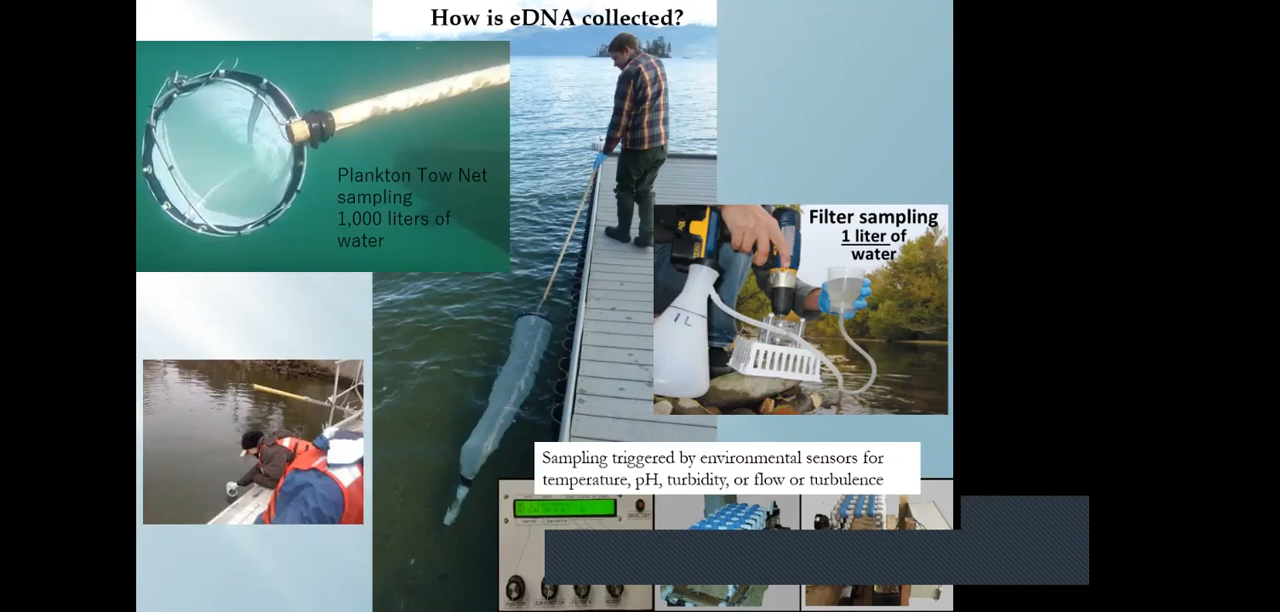 How is eDNA collected?
Plankton Tow Net
sampling
1,000 liters of
water
Filter sampling
1 liter of
water
1L
Sampling triggered by environmental sensors for
temperature, pH, turbidity, or flow or turbulence